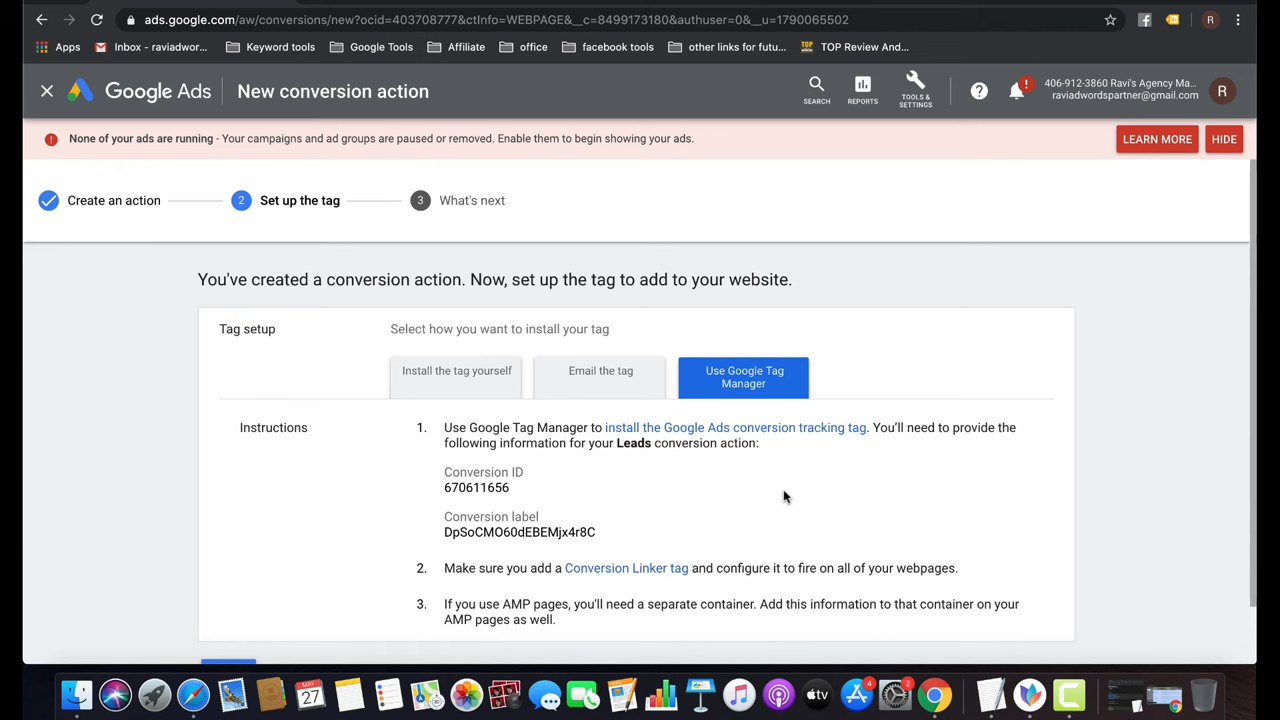 ads.google.com/aw/conversions/new?ocid=403708777&ctInfo=WEBPAGE&__c=8499173180&authuser=0&__u=1790065502
R
Apps
Inbox - raviadwor...
Keyword tools
Google Tools
Affiliate
office
facebook tools
other links for futu...
TOP Review And...
Google Ads
New conversion action
SEARCH
REPORTS
TOOLS &
SETTINGS
406-912-3860 Ravi's Agency Ma...
raviadwordspartner@gmail.com
R
None of your ads are running - Your campaigns and ad groups are paused or removed. Enable them to begin showing your ads.
LEARN MORE
HIDE
Create an action
2
Set up the tag
3
What's next
You've created a conversion action. Now, set up the tag to add to your website.
Tag setup
Select how you want to install your tag
Install the tag yourself
Email the tag
Use Google Tag
Manager
Instructions
1. Use Google Tag Manager to install the Google Ads conversion tracking tag. You'll need to provide the
following information for your Leads conversion action:
Conversion ID
670611656
Conversion label
DpSoCMO60dEBEMjx4r8C
2. Make sure you add a Conversion Linker tag and configure it to fire on all of your webpages.
3. If you use AMP pages, you'll need a separate container. Add this information to that container on your
AMP pages as well.
MAY
27
tv
4
2